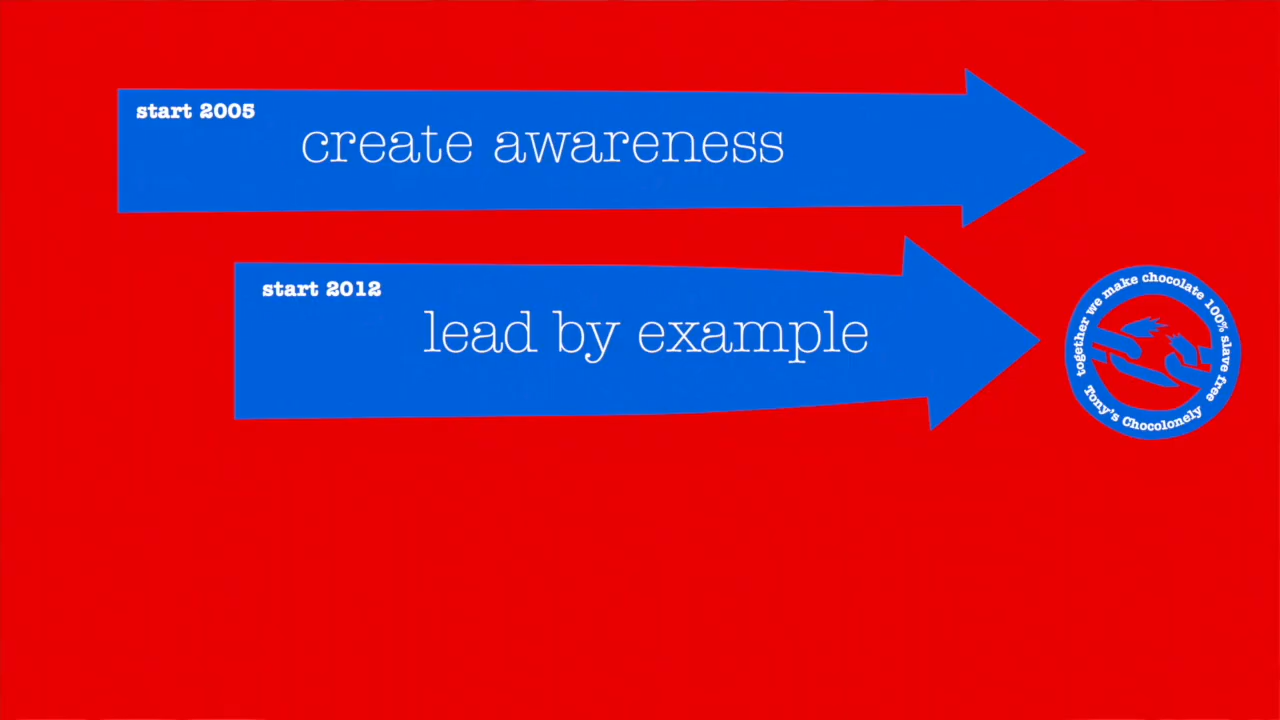 start 2005
create awareness
start 2012
lead by example
together we make chocolate 100% slave free
Tony's Chocolonely